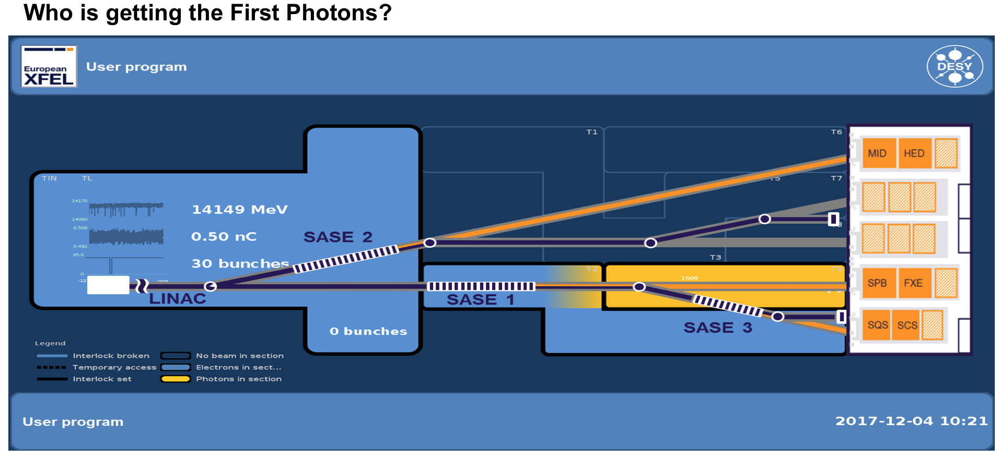 Who is getting the First Photons?
European
XFEL
User program
DESY
T1
T6
TIN
TL
T7
14170
14080
0.508
0.492
35.0
0
-12
now
14149 MeV
0.50 nC
30 bunches
SASE 2
LINAC
T3
T2
T9
1600
SASE 1
SASE 3
0 bunches
MID HED
SPB FXE
SQS SCS
Legend
Interlock broken
Temporary access
Interlock set
No beam in section
Electrons in sect...
Photons in section
User program
2017-12-04 10:21